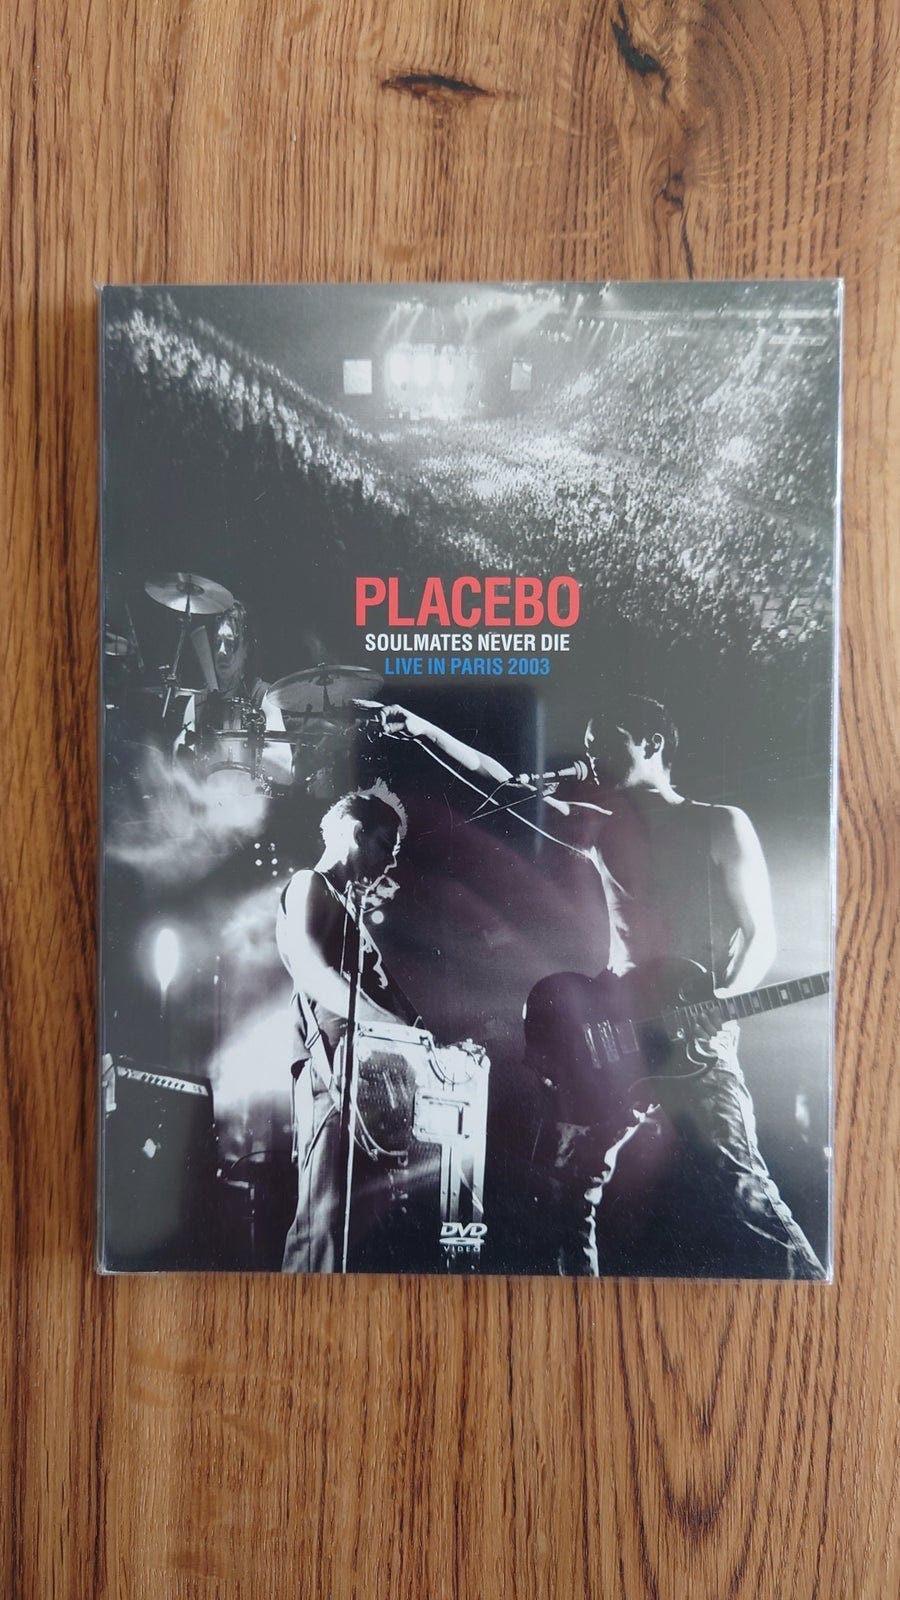 PLACEBO
SOULMATES NEVER DIE
LIVE IN PARIS 2003
DVD
VIDEO